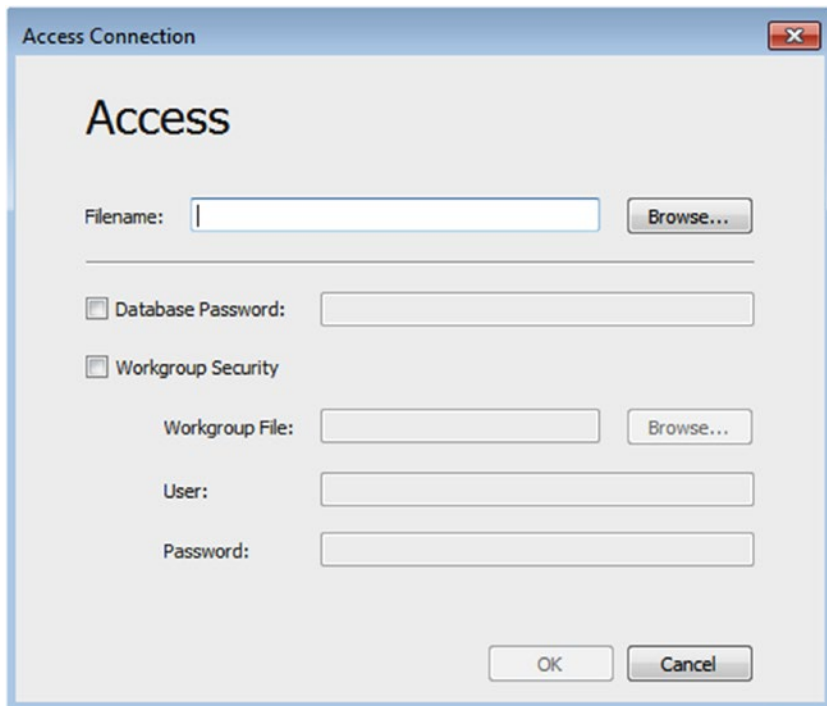 Access Connection
Access
Filename:
Browse...
Database Password:
Workgroup Security
Workgroup File:
Browse...
User:
Password:
OK
Cancel